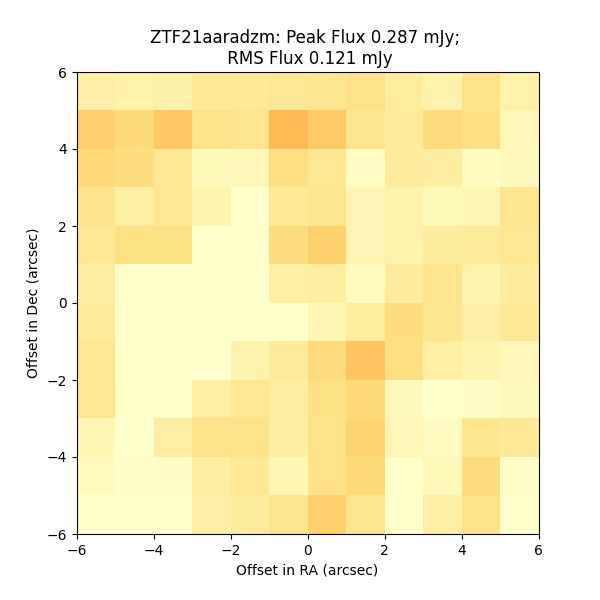 ZTF21aaradzm: Peak Flux 0.287 mJy;
RMS Flux 0.121 mJy
6
4
2
0
−2
−4
−6
Offset in Dec (arcsec)
−6 −4 −2 0 2 4 6
Offset in RA (arcsec)